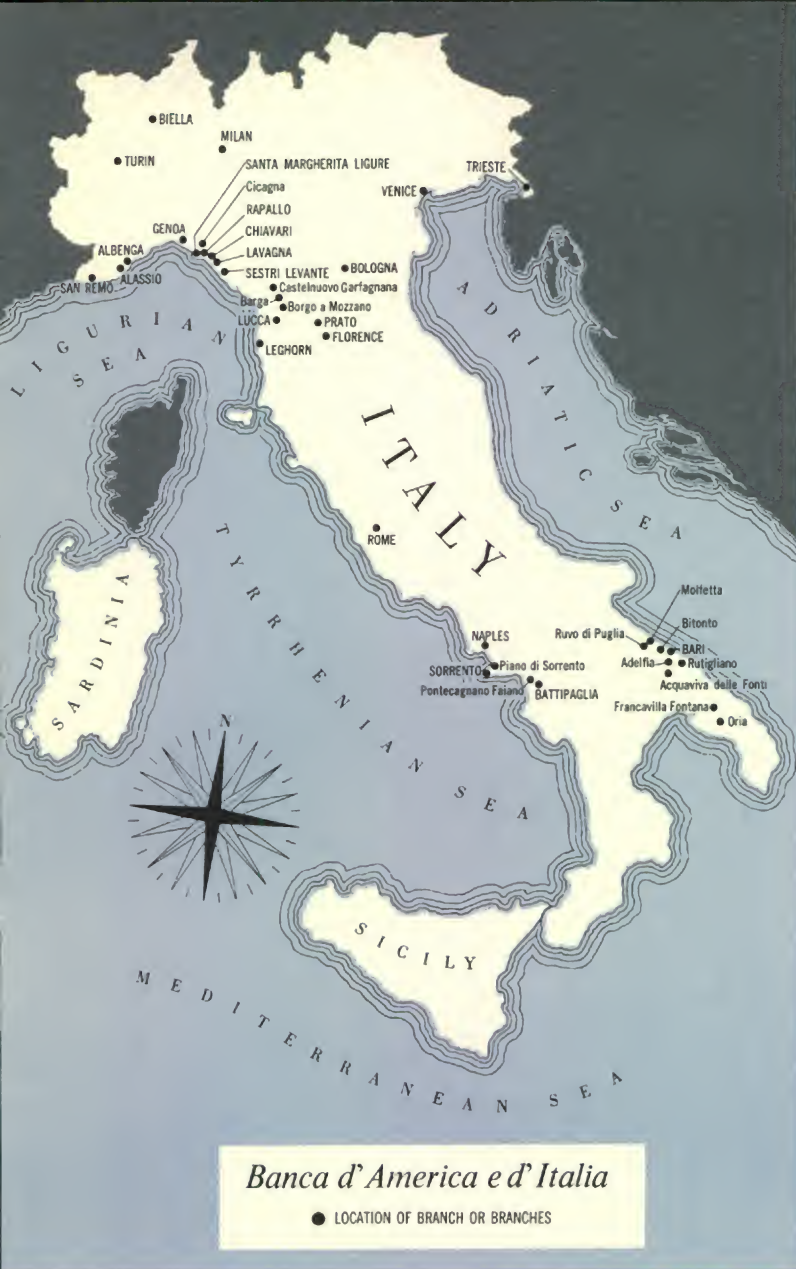 BIELLA
MILAN
TURIN
SANTA MARGHERITA LIGURE
Cicagna
TRIESTE
VENICE
RAPALLO
GENOA
CHIAVARI
ALBENGA
LAVAGNA
BOLOGNA
SESTRI LEVANTE
SAN REMO
ALASSIO
Castelnuovo Garfagnana
Barga
Borgo a Mozzano
LUCCA
PRATO
FLORENCE
LEGHORN
LIGURIAN
SEA
ADRIATIC SEA
ITALY
ROME
TYRRHENIAN SEA
SARDINIA
Molfetta
Bitonto
Ruvo di Puglia
NAPLES
BARI
Adelfia
Rutigliano
Piano di Sorrento
SORRENTO
Acquaviva delle Fonti
Pontecagnano Faiano
BATTIPAGLIA
Francavilla Fontana
Oria
N
SICILY
MEDITERRANEAN SEA
Banca d'America e d'Italia
LOCATION OF BRANCH OR BRANCHES